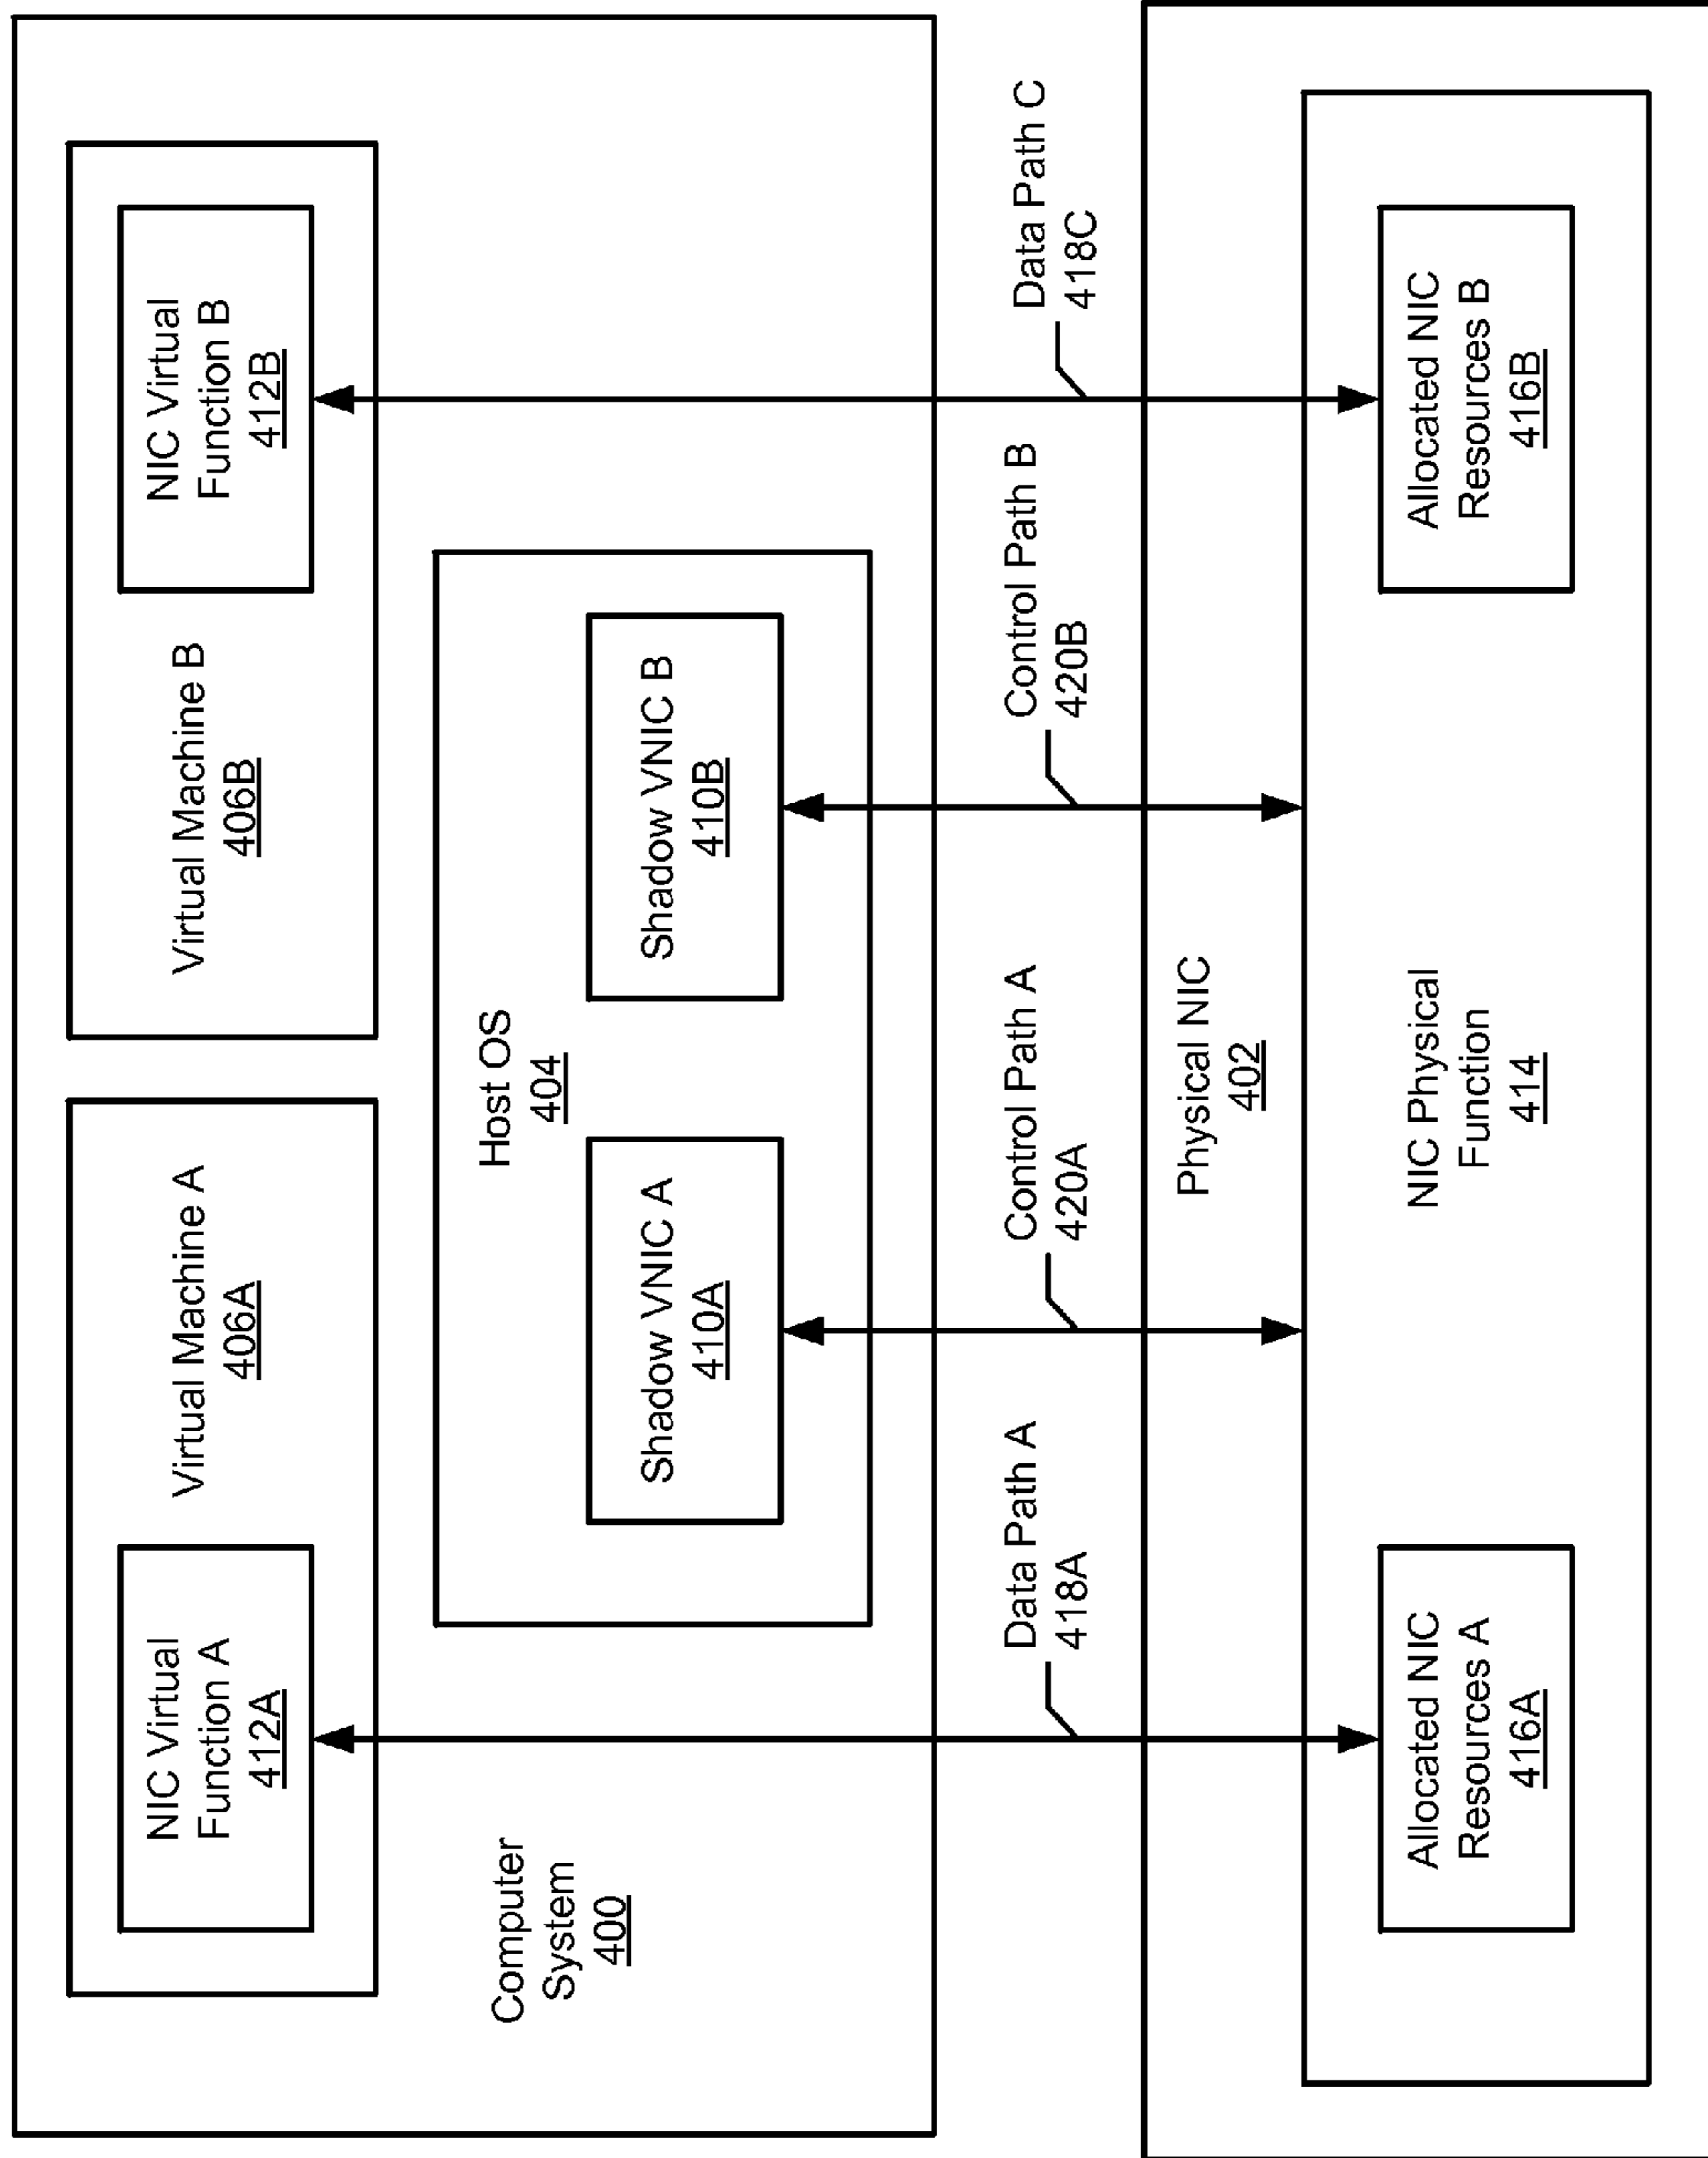 Computer
System
400
NIC Virtual
Function A
412A
Virtual Machine A
406A
Virtual Machine B
406B
NIC Virtual
Function B
412B
Host OS
404
Shadow VNIC A
410A
Shadow VNIC B
410B
Data Path A
418A
Control Path A
420A
Control Path B
420B
Data Path C
418C
Physical NIC
402
Allocated NIC
Resources A
416A
NIC Physical
Function
414
Allocated NIC
Resources B
416B